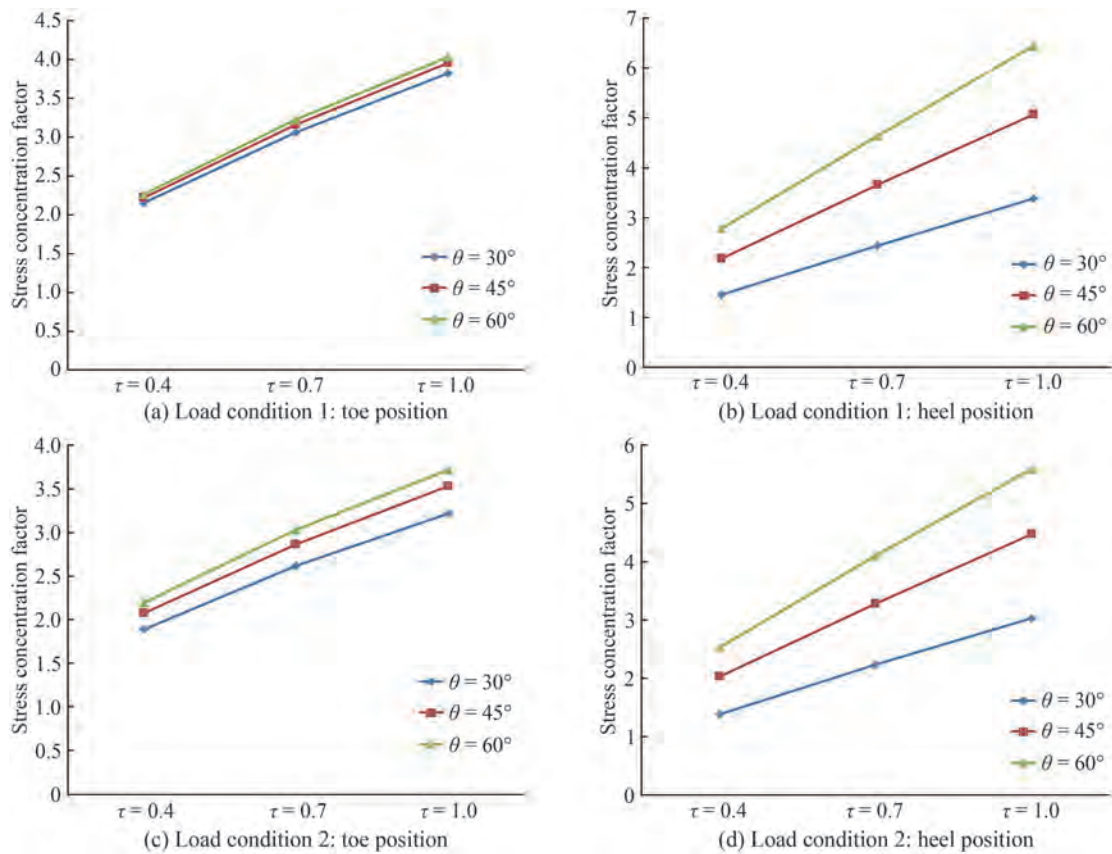 Stress concentration factor
4.5
4.0
3.5
3.0
2.5
2.0
1.5
1.0
0.5
0
θ = 30°
θ = 45°
θ = 60°
τ = 0.4
τ = 0.7
τ = 1.0
(a) Load condition 1: toe position
Stress concentration factor
7
6
5
4
3
2
1
0
θ = 30°
θ = 45°
θ = 60°
τ = 0.4
τ = 0.7
τ = 1.0
(b) Load condition 1: heel position
Stress concentration factor
4.0
3.5
3.0
2.5
2.0
1.5
1.0
0.5
0
θ = 30°
θ = 45°
θ = 60°
τ = 0.4
τ = 0.7
τ = 1.0
(c) Load condition 2: toe position
Stress concentration factor
6
5
4
3
2
1
0
θ = 30°
θ = 45°
θ = 60°
τ = 0.4
τ = 0.7
τ = 1.0
(d) Load condition 2: heel position